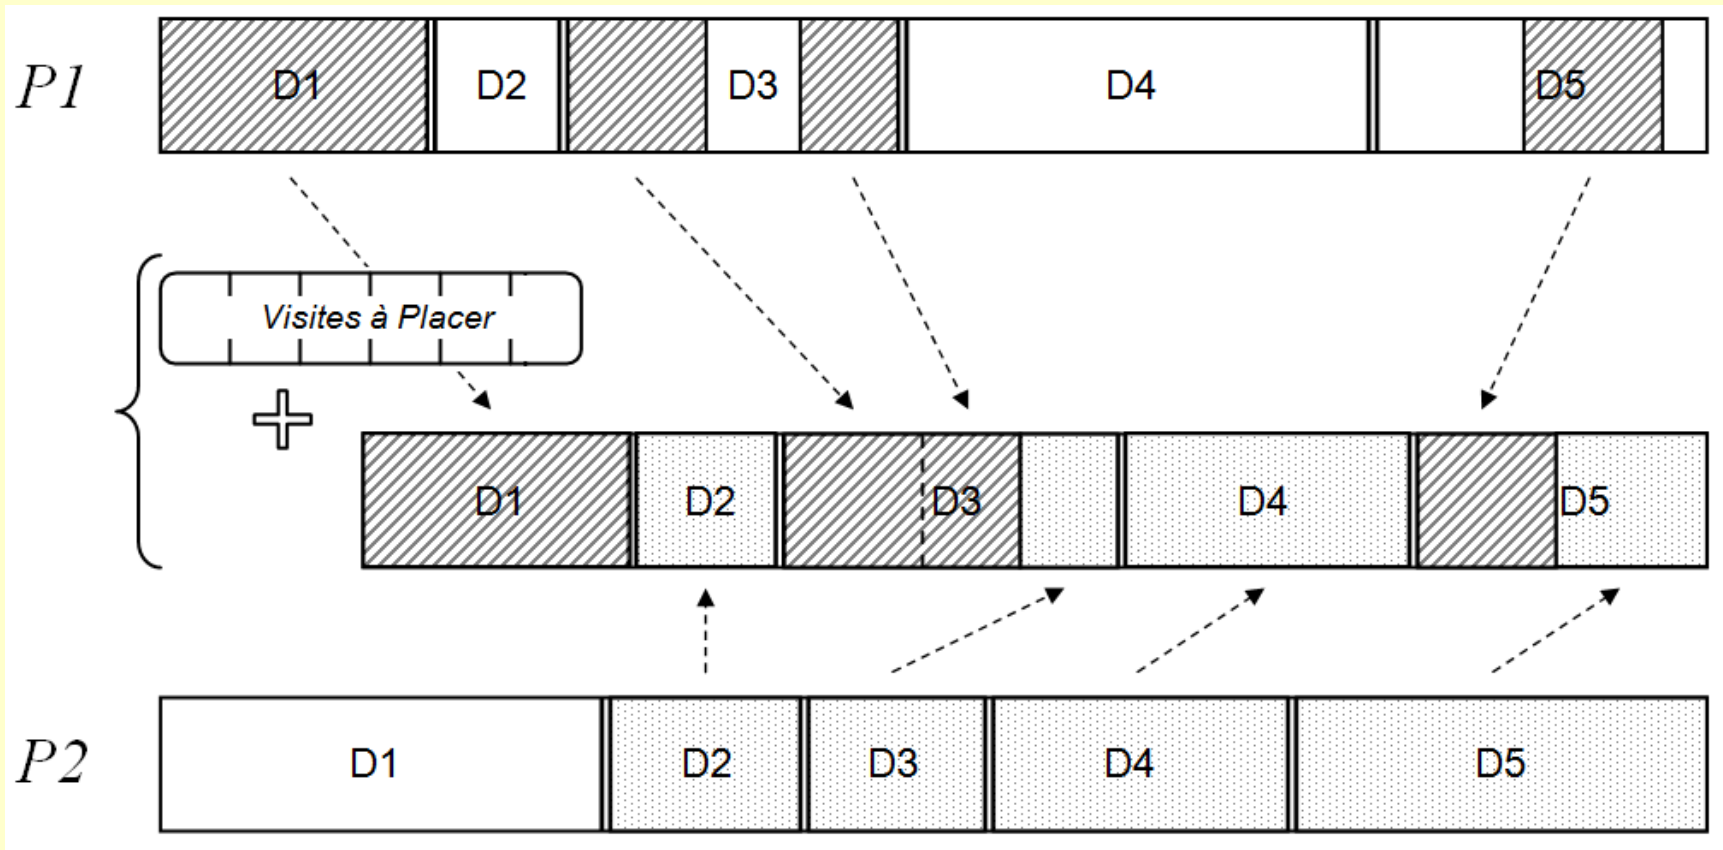 P1 D1 D2 D3 D4 D5
Visites à Placer
D1 D2 D3 D4 D5
P2 D1 D2 D3 D4 D5